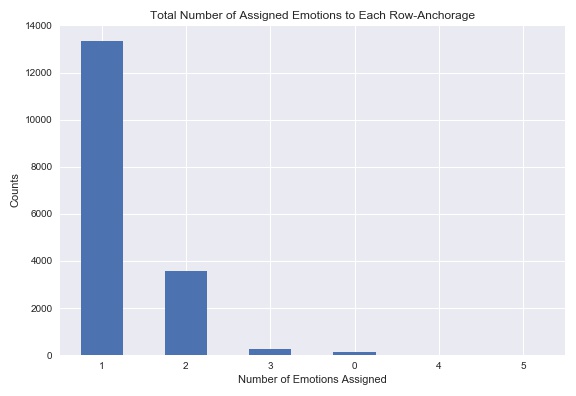 Total Number of Assigned Emotions to Each Row-Anchorage
14000
12000
10000
8000
6000
4000
2000
0
Counts
1 2 3 0 4 5
Number of Emotions Assigned